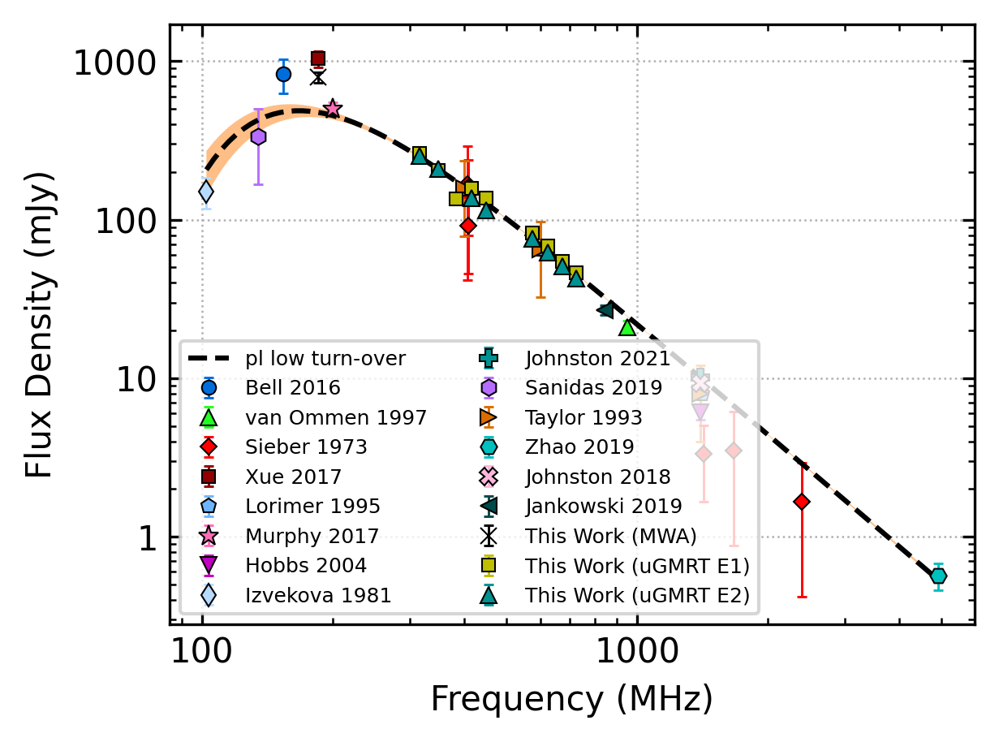 Flux Density (mJy)
1000
100
10
1
pl low turn-over
Bell 2016
van Ommen 1997
Sieber 1973
Xue 2017
Lorimer 1995
Murphy 2017
Hobbs 2004
Izvekova 1981
Johnston 2021
Sanidas 2019
Taylor 1993
Zhao 2019
Johnston 2018
Jankowski 2019
This Work (MWA)
This Work (uGMRT E1)
This Work (uGMRT E2)
100
1000
Frequency (MHz)